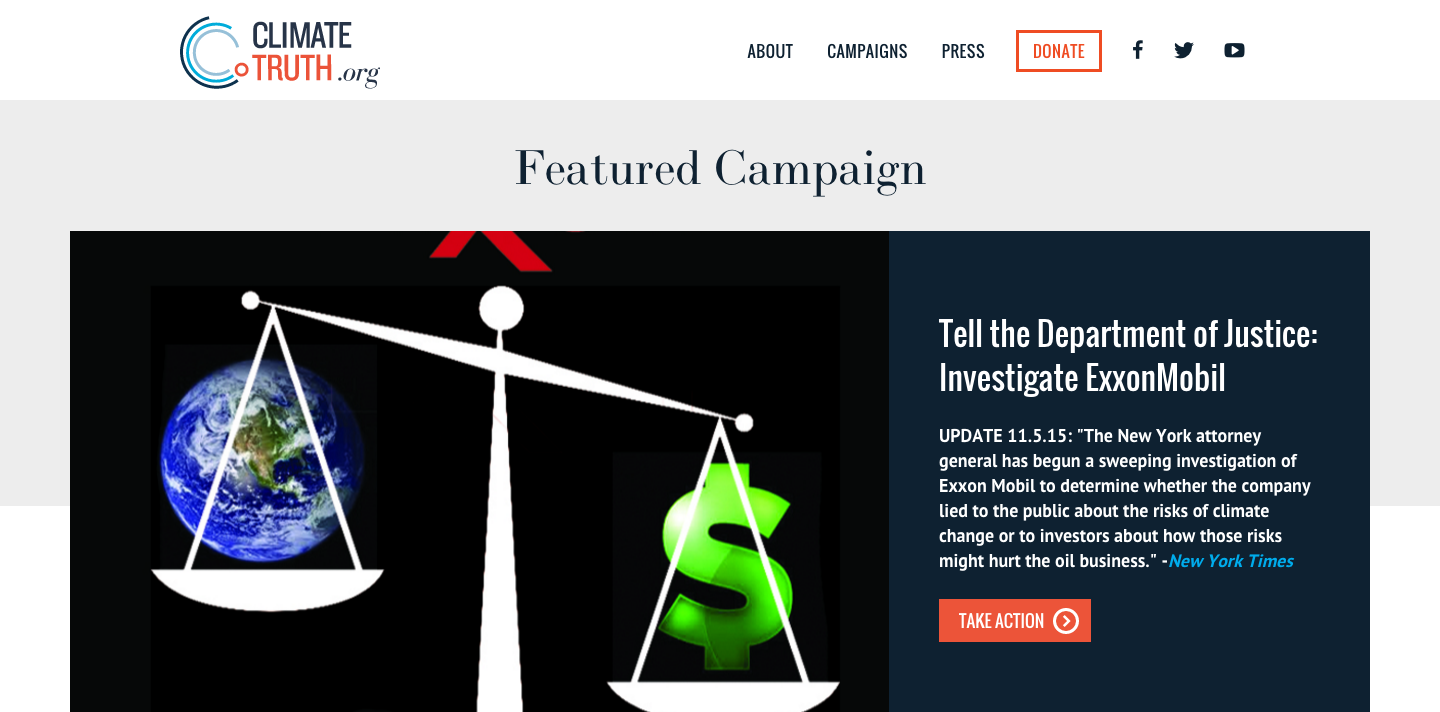 CLIMATE
TRUTH .org
ABOUT CAMPAIGNS PRESS DONATE
Featured Campaign
Tell the Department of Justice:
Investigate ExxonMobil
UPDATE 11.5.15: "The New York attorney
general has begun a sweeping investigation of
Exxon Mobil to determine whether the company
lied to the public about the risks of climate
change or to investors about how those risks
might hurt the oil business." -New York Times
$
TAKE ACTION